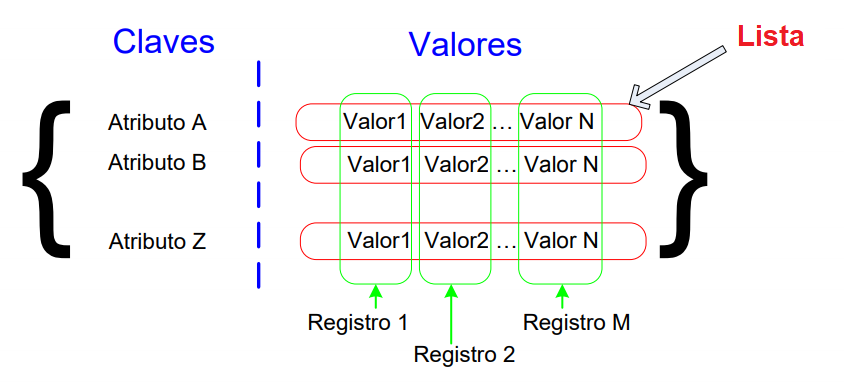 Claves
Valores
Lista
{
}
Atributo A
Valor1 Valor2 ... Valor N
Atributo B
Valor1 Valor2 ... Valor N
Atributo Z
Valor1 Valor2 ... Valor N
Registro 1
Registro M
Registro 2